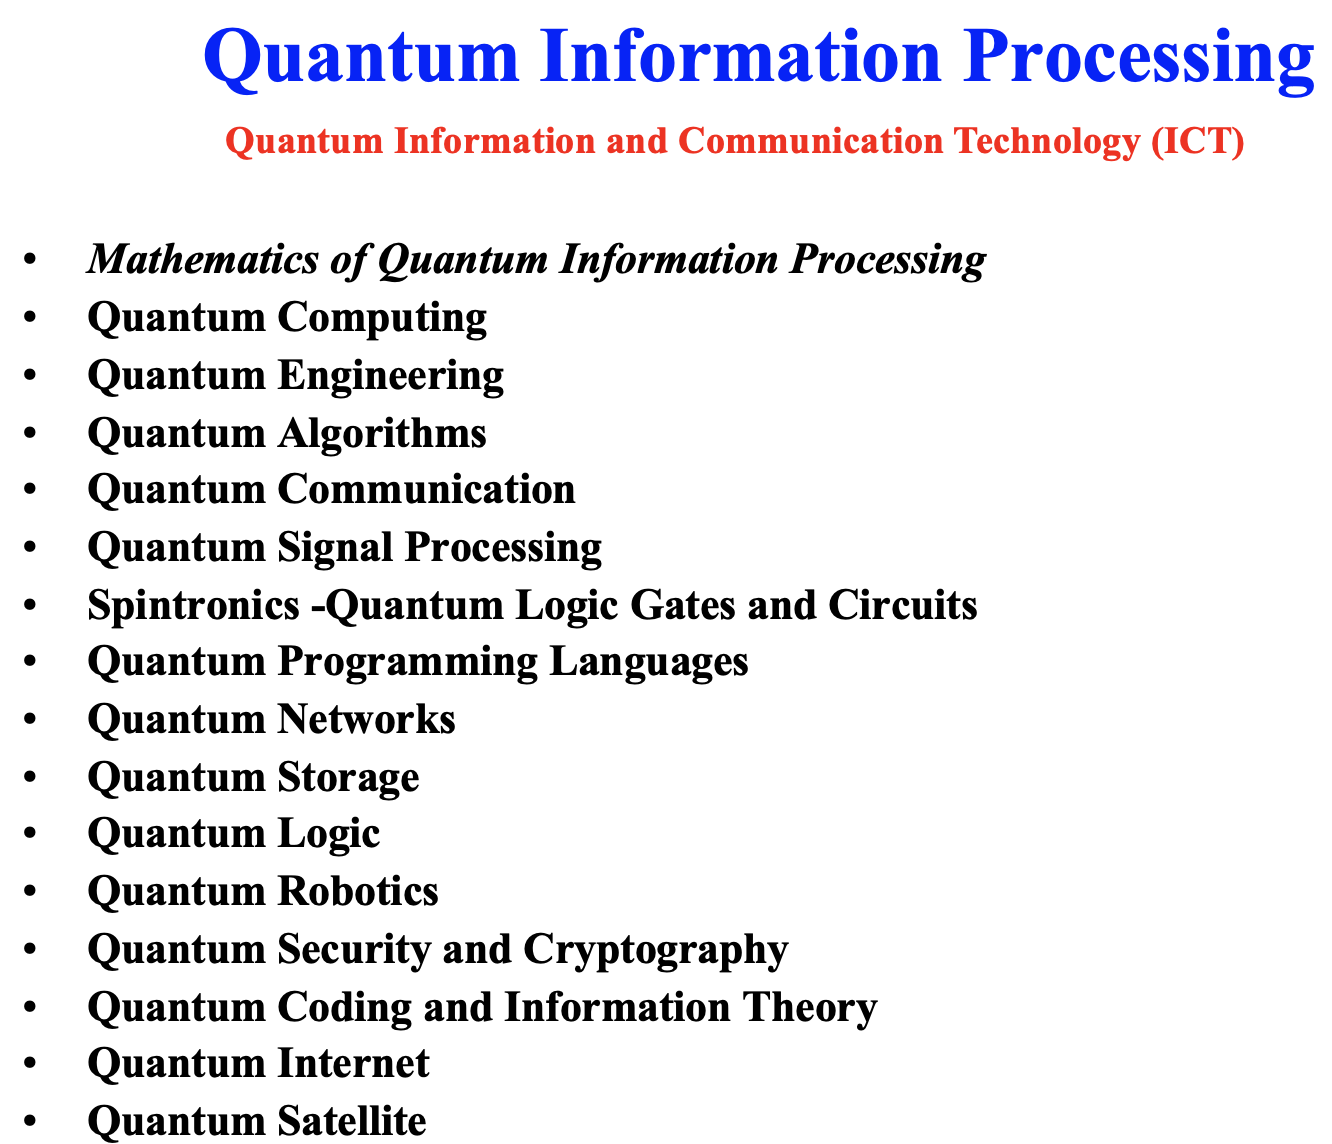 Quantum Information Processing
Quantum Information and Communication Technology (ICT)
• Mathematics of Quantum Information Processing
• Quantum Computing
• Quantum Engineering
• Quantum Algorithms
• Quantum Communication
• Quantum Signal Processing
• Spintronics -Quantum Logic Gates and Circuits
• Quantum Programming Languages
• Quantum Networks
• Quantum Storage
• Quantum Logic
• Quantum Robotics
• Quantum Security and Cryptography
• Quantum Coding and Information Theory
• Quantum Internet
• Quantum Satellite